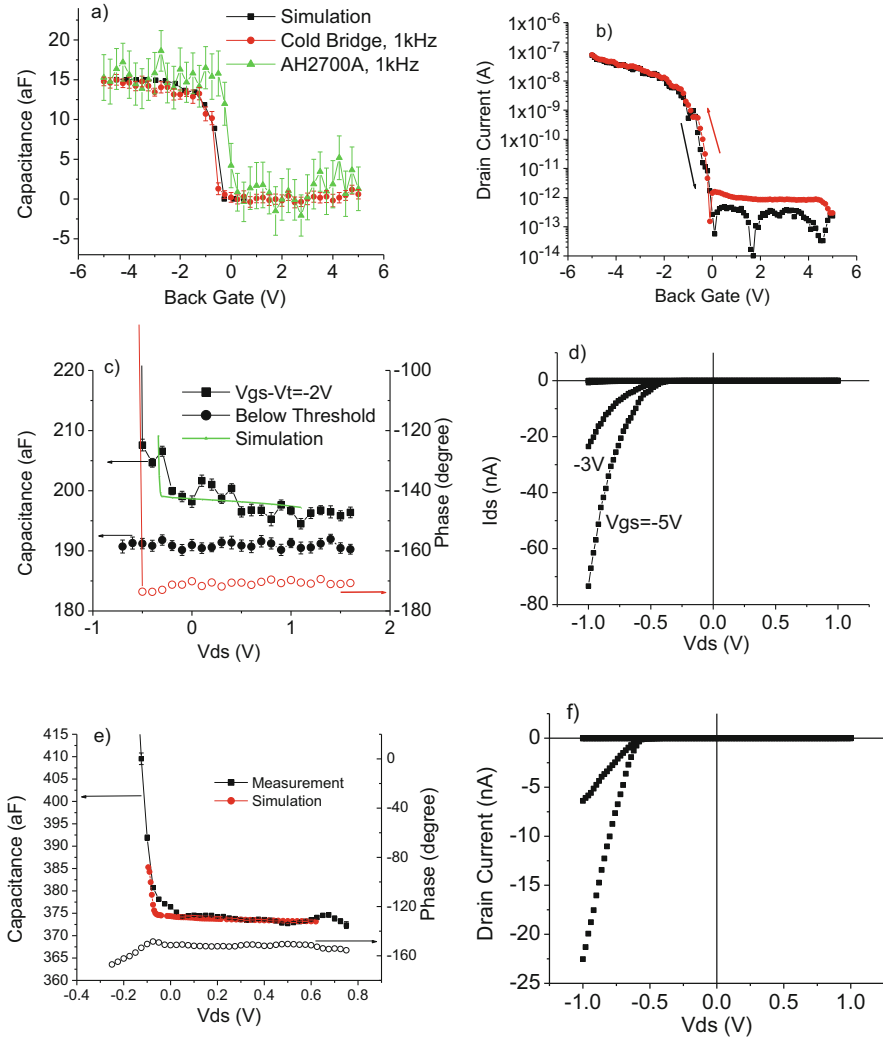 a)
Simulation
Cold Bridge, 1kHz
AH2700A, 1kHz
Capacitance (aF)
20
15
10
5
0
-5
-6 -4 -2 0 2 4 6
Back Gate (V)
b)
Drain Current (A)
1x10-6
1x10-7
1x10-8
1x10-9
1x10-10
10-11
10-12
10-13
10-14
-6 -4 -2 0 2 4 6
Back Gate (V)
c)
Vgs-Vt=-2V
Below Threshold
Simulation
Capacitance (aF)
220
210
200
190
180
-100
-120
-140
-160
-180
Phase (degree)
-1 0 1 2
Vds (V)
d)
Ids (nA)
0
-20
-40
-60
-80
-3V
Vgs=-5V
-1.0 -0.5 0.0 0.5 1.0
Vds (V)
e)
Measurement
Simulation
Capacitance (aF)
415
410
405
401
395
390
385
380
375
370
365
360
0
-40
-80
-120
-160
Phase (degree)
-0.4 -0.2 0.0 0.2 0.4 0.6 0.8
Vds (V)
f)
Drain Current (nA)
0
-5
-10
-15
-20
-25
-1.0 -0.5 0.0 0.5 1.0
Vds (V)